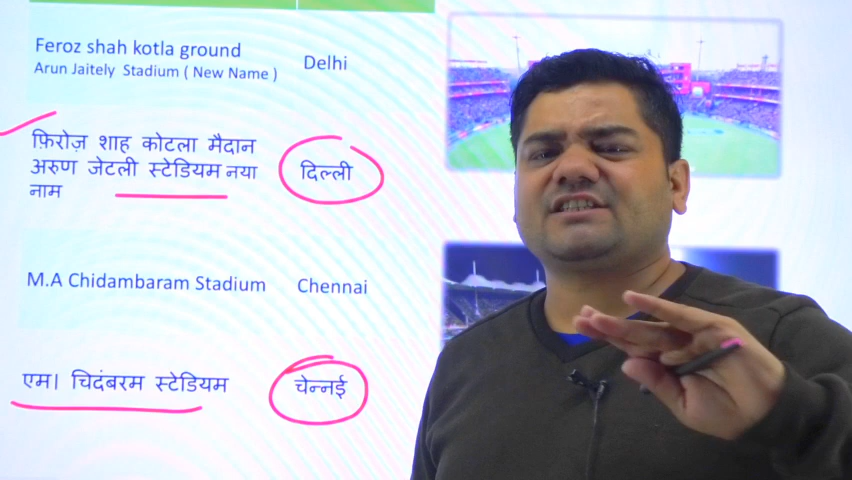 Feroz shah kotla ground
Arun Jaitely Stadium ( New Name )
Delhi
फ़िरोज़ शाह कोटला मैदान
अरुण जेटली स्टेडियम नया
नाम
दिल्ली
M.A Chidambaram Stadium
Chennai
एम। चिदंबरम स्टेडियम
चेन्नई